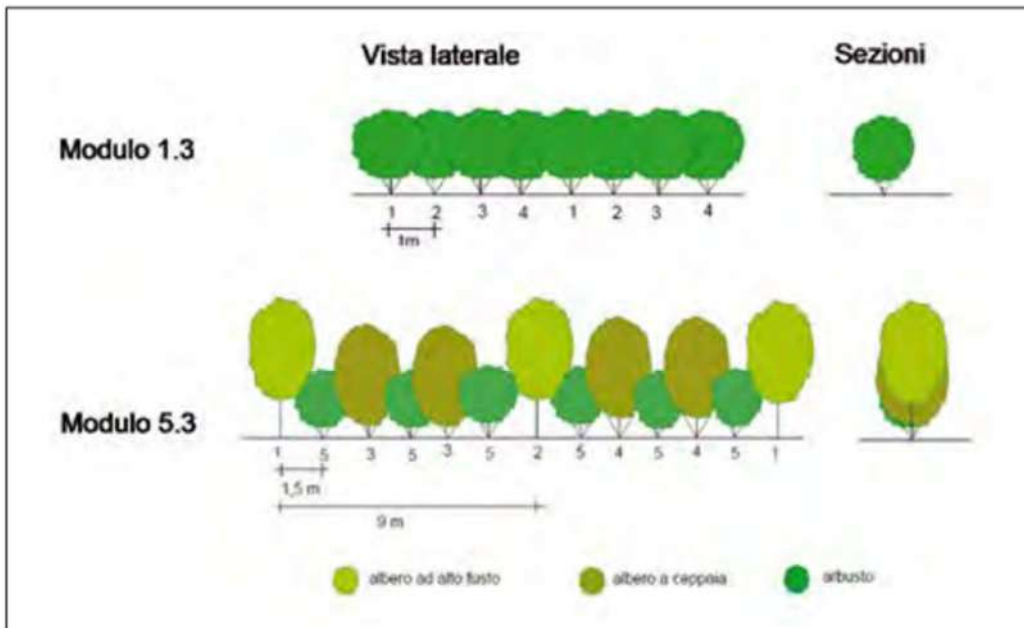 Vista laterale Sezioni
Modulo 1.3
1 2 3 4 1 2 3 4
1m
Modulo 5.3
1 5 3 5 3 5 2 5 4 5 4 5 1
1,5 m
9 m
albero ad alto fusto albero a ceppaia arbusto